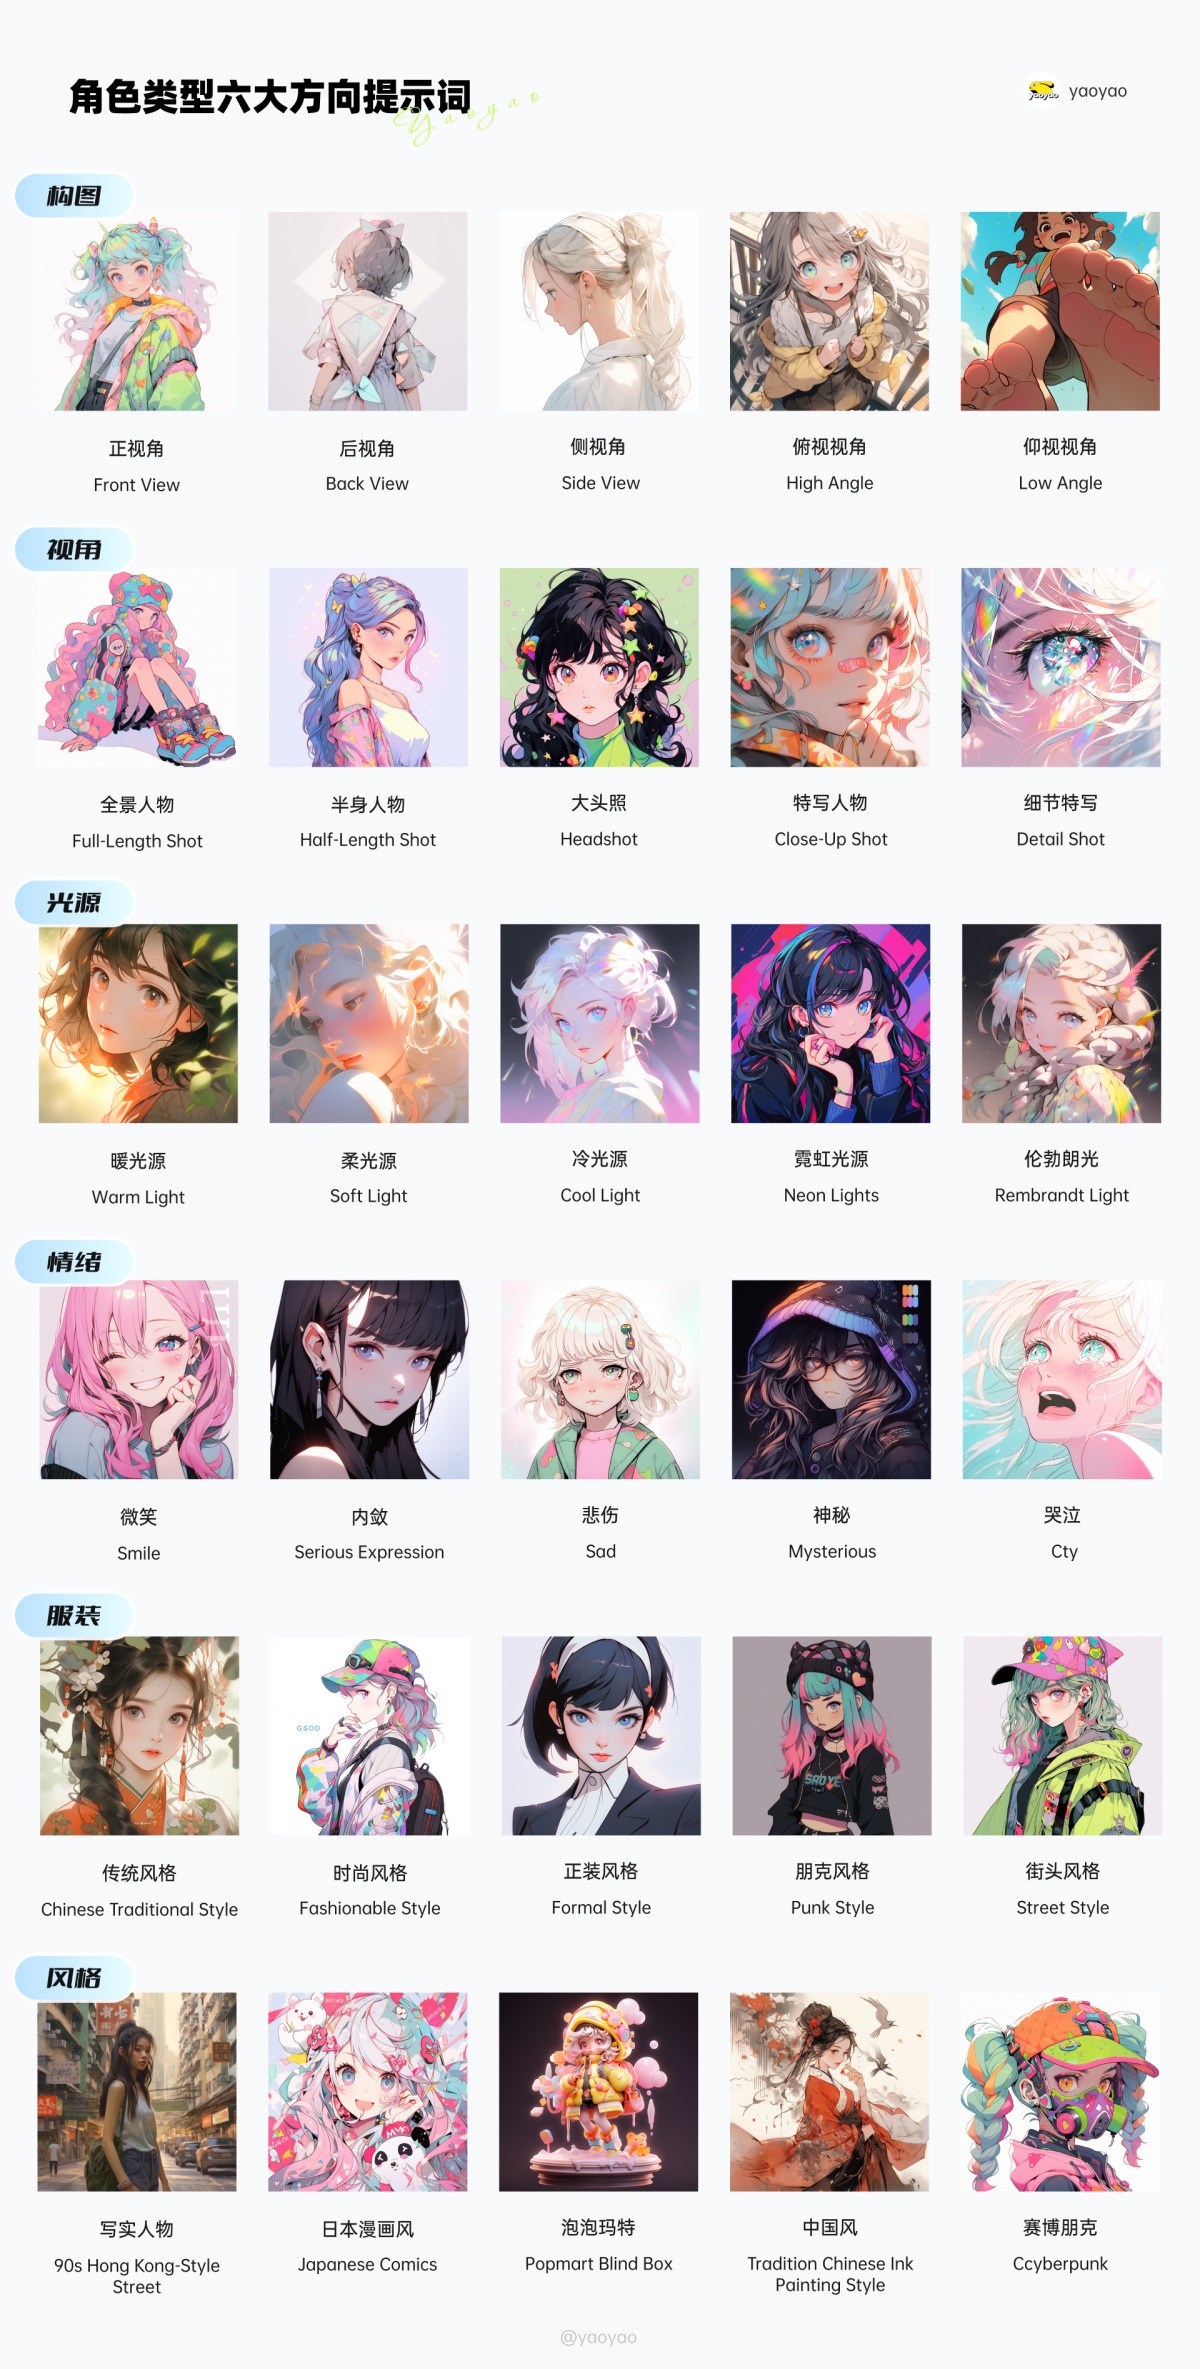 角色类型六大方向提示词
Yaoyao
yaoyao
yaoyao
构图
正视角
后视角
侧视角
俯视视角
仰视视角
Front View
Back View
Side View
High Angle
Low Angle
视角
全景人物
半身人物
大头照
特写人物
细节特写
Full-Length Shot
Half-Length Shot
Headshot
Close-Up Shot
Detail Shot
光源
暖光源
柔光源
冷光源
霓虹光源
伦勃朗光
Warm Light
Soft Light
Cool Light
Neon Lights
Rembrandt Light
情绪
微笑
内敛
悲伤
神秘
哭泣
Smile
Serious Expression
Sad
Mysterious
Cty
服装
GSOO
传统风格
时尚风格
正装风格
朋克风格
街头风格
Chinese Traditional Style
Fashionable Style
Formal Style
Punk Style
Street Style
风格
写实人物
日本漫画风
泡泡玛特
中国风
赛博朋克
90s Hong Kong-Style
Street
Japanese Comics
Popmart Blind Box
Tradition Chinese Ink
Painting Style
Ccyberpunk
@yaoyao